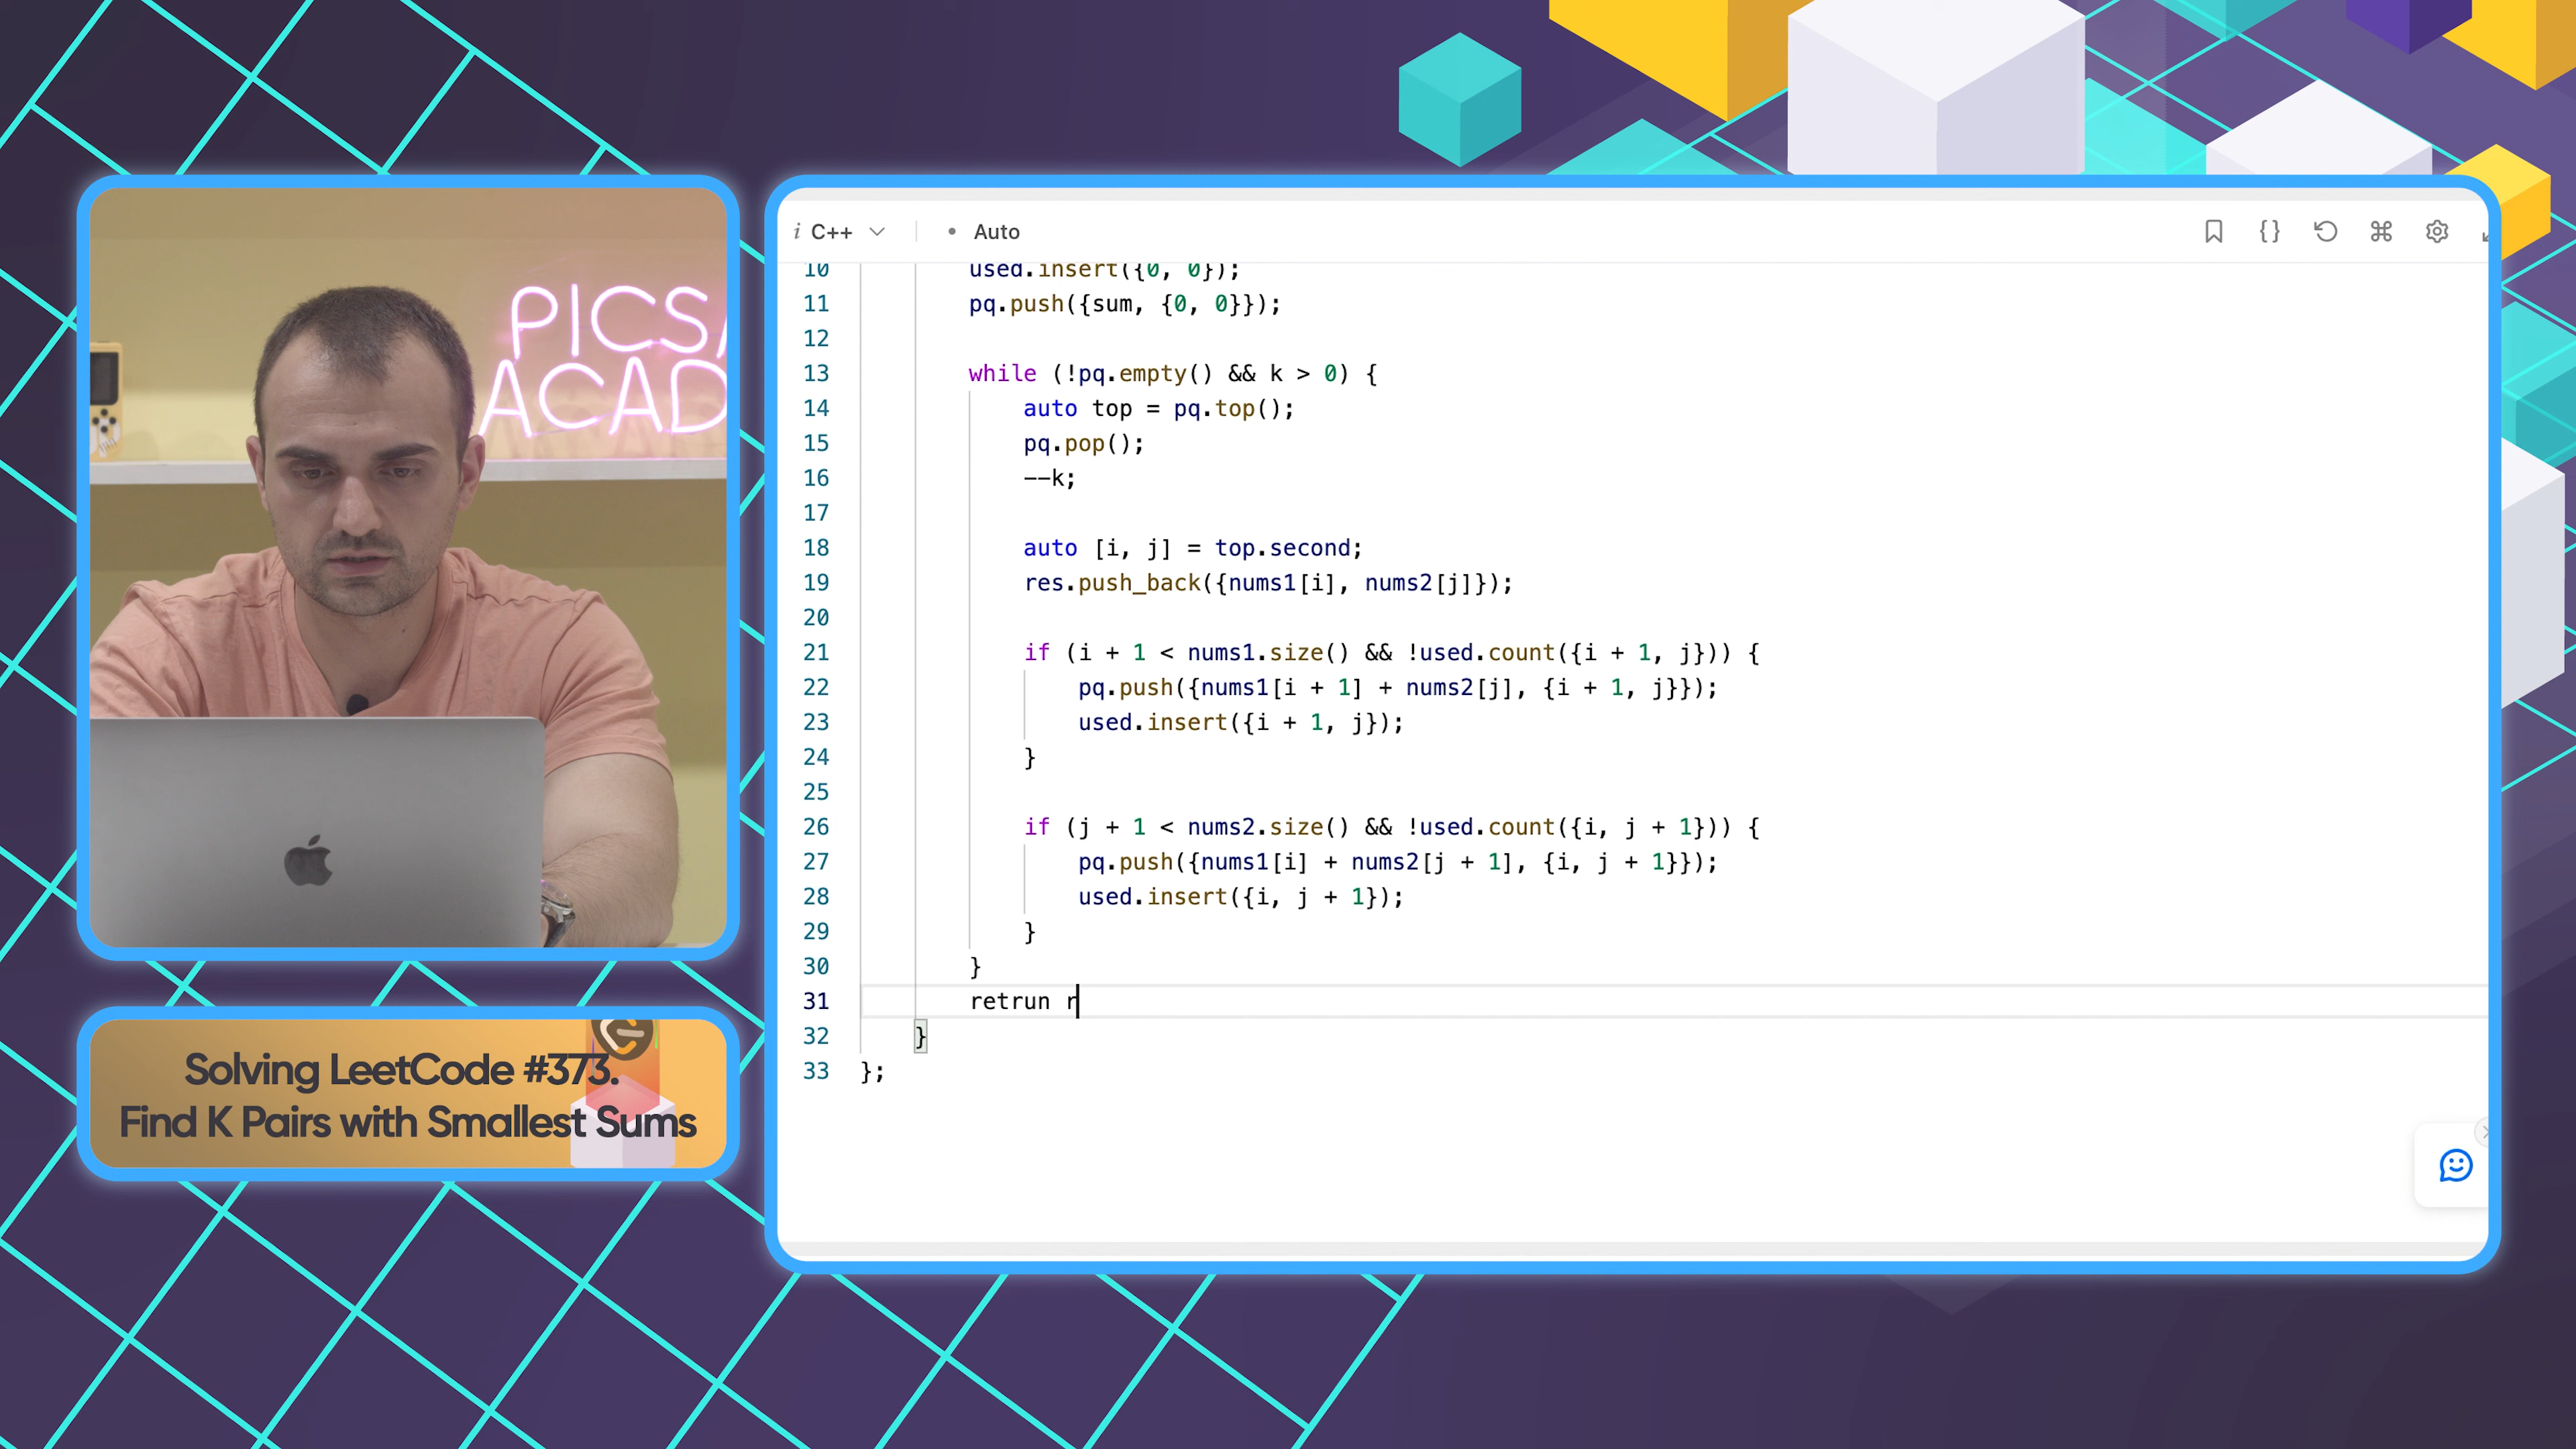 PICSA
ACAD
Solving LeetCode #373.
Find K Pairs with Smallest Sums
i C++ • Auto
10 used.insert({0, 0});
11 pq.push({sum, {0, 0}});
12
13 while (!pq.empty() && k > 0) {
14 auto top = pq.top();
15 pq.pop();
16 --k;
17
18 auto [i, j] = top.second;
19 res.push_back({nums1[i], nums2[j]});
20
21 if (i + 1 < nums1.size() && !used.count({i + 1, j})) {
22 pq.push({nums1[i + 1] + nums2[j], {i + 1, j}});
23 used.insert({i + 1, j});
24 }
25
26 if (j + 1 < nums2.size() && !used.count({i, j + 1})) {
27 pq.push({nums1[i] + nums2[j + 1], {i, j + 1}});
28 used.insert({i, j + 1});
29 }
30 }
31 retrun r
32 }
33 };